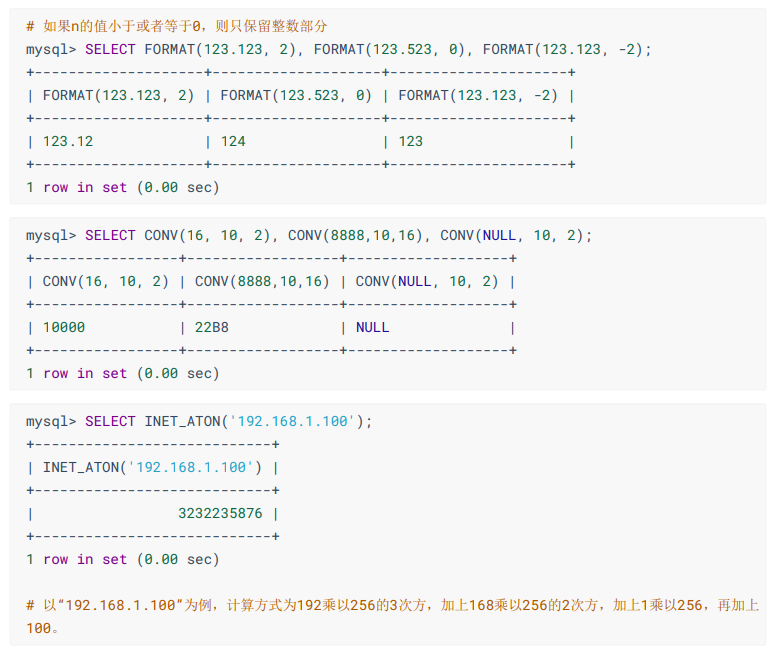 # 如果n的值小于或者等于0，则只保留整数部分
mysql> SELECT FORMAT(123.123, 2), FORMAT(123.523, 0), FORMAT(123.123, -2);
+--------------------+--------------------+---------------------+
| FORMAT(123.123, 2) | FORMAT(123.523, 0) | FORMAT(123.123, -2) |
+--------------------+--------------------+---------------------+
| 123.12             | 124                | 123                 |
+--------------------+--------------------+---------------------+
1 row in set (0.00 sec)
mysql> SELECT CONV(16, 10, 2), CONV(8888,10,16), CONV(NULL, 10, 2);
+-----------------+------------------+-------------------+
| CONV(16, 10, 2) | CONV(8888,10,16) | CONV(NULL, 10, 2) |
+-----------------+------------------+-------------------+
| 10000           | 22B8             | NULL              |
+-----------------+------------------+-------------------+
1 row in set (0.00 sec)
mysql> SELECT INET_ATON('192.168.1.100');
+----------------------------+
| INET_ATON('192.168.1.100') |
+----------------------------+
|                 3232235876 |
+----------------------------+
1 row in set (0.00 sec)
# 以“192.168.1.100”为例，计算方式为192乘以256的3次方，加上168乘以256的2次方，加上1乘以256，再加上
100。